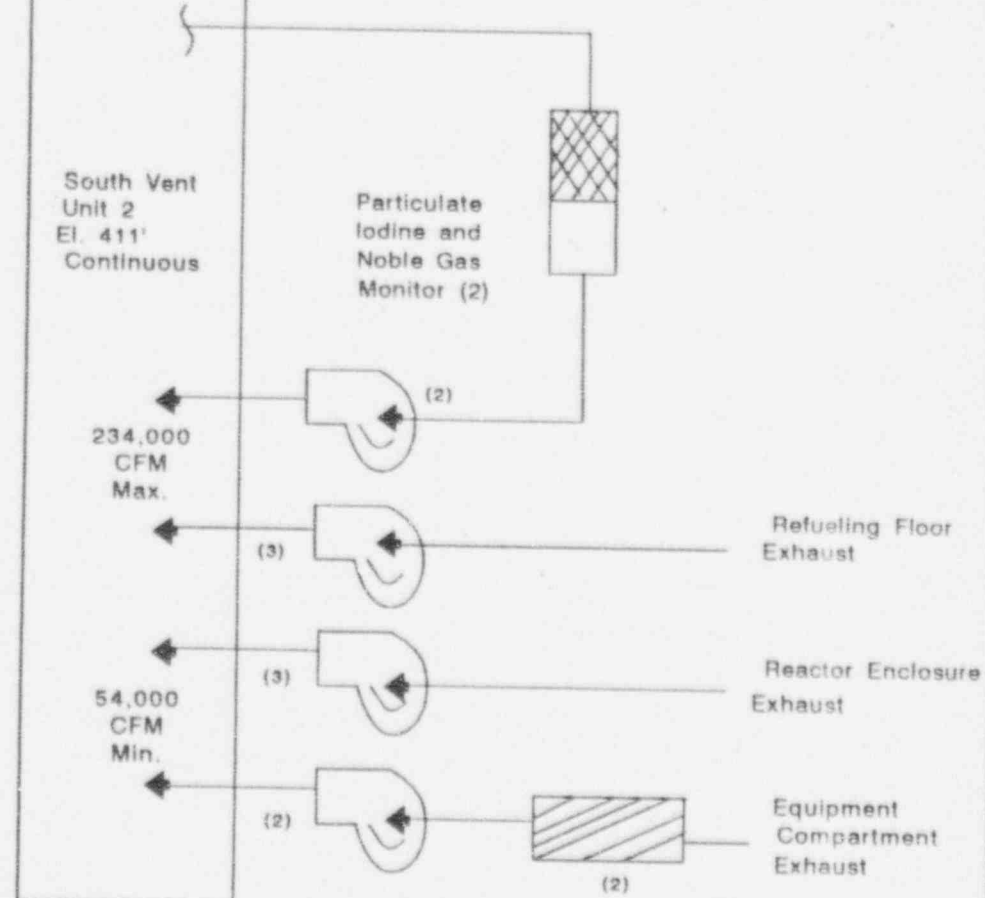 South Vent
Unit 2
El. 411'
Continuous
Particulate
Iodine and
Noble Gas
Monitor (2)
(2)
234,000
CFM
Max.
(3)
Refueling Floor
Exhaust
(3)
Reactor Enclosure
Exhaust
54,000
CFM
Min.
(2)
(2)
Equipment
Compartment
Exhaust